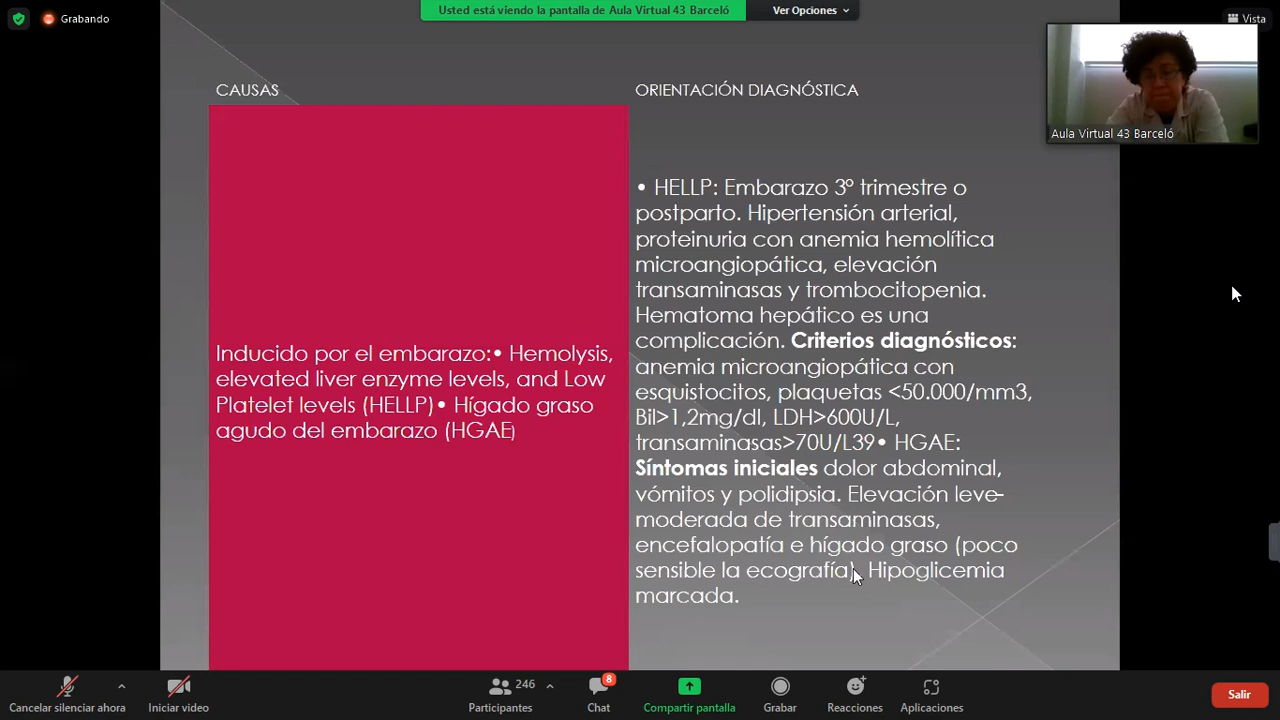 Grabando
Usted está viendo la pantalla de Aula Virtual 43 Barceló
Ver Opciones
Vista
Aula Virtual 43 Barceló
CAUSAS
ORIENTACIÓN DIAGNÓSTICA
Inducido por el embarazo:• Hemolysis,
elevated liver enzyme levels, and Low
Platelet levels (HELLP)• Hígado graso
agudo del embarazo (HGAE)
• HELLP: Embarazo 3º trimestre o
postparto. Hipertensión arterial,
proteinuria con anemia hemolítica
microangiopática, elevación
transaminasas y trombocitopenia.
Hematoma hepático es una
complicación. Criterios diagnósticos:
anemia microangiopática con
esquistocitos, plaquetas <50.000/mm3,
Bil>1,2mg/dl, LDH>600U/L,
transaminasas>70U/L39• HGAE:
Síntomas iniciales dolor abdominal,
vómitos y polidipsia. Elevación leve-
moderada de transaminasas,
encefalopatía e hígado graso (poco
sensible la ecografía). Hipoglicemia
marcada.
Cancelar silenciar ahora
Iniciar video
246
Participantes
8
Chat
Compartir pantalla
Grabar
Reacciones
Aplicaciones
Salir